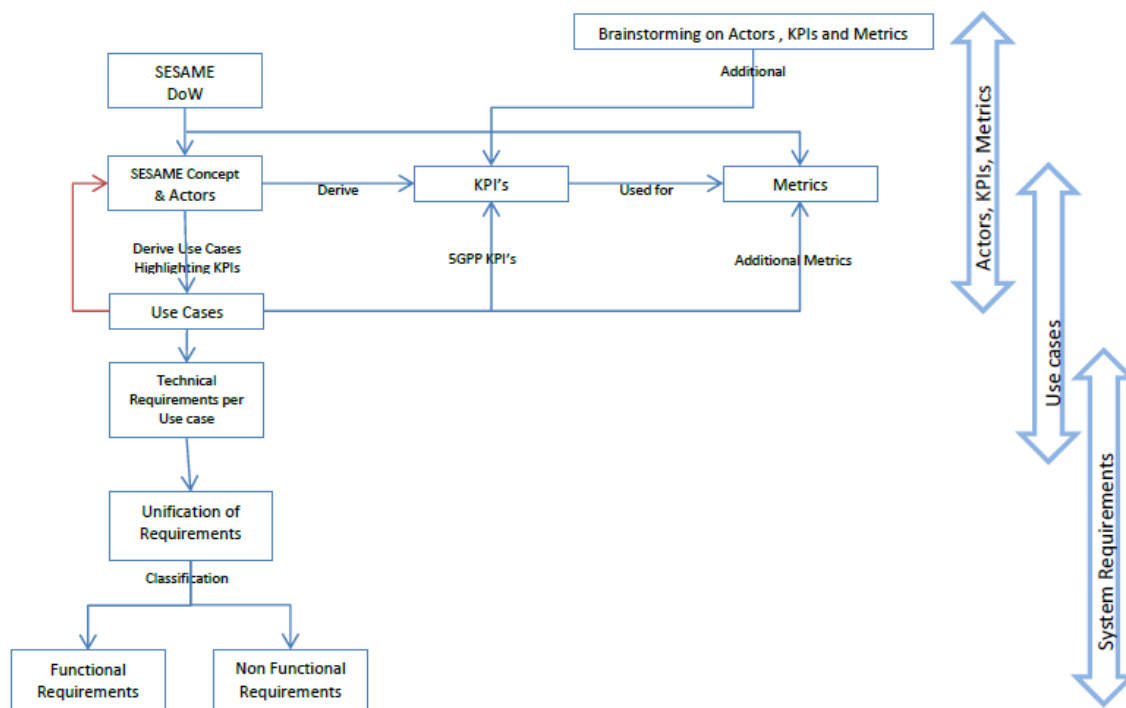 Brainstorming on Actors , KPIs and Metrics
SESAME
DoW
Additional
SESAME Concept
& Actors
Derive
KPI's
Used for
Metrics
Derive Use Cases
Highlighting KPIs
5GPP KPI's
Additional Metrics
Use Cases
Technical
Requirements per
Use case
Unification of
Requirements
Classification
Functional
Requirements
Non Functional
Requirements
Actors, KPIs, Metrics
Use cases
System Requirements